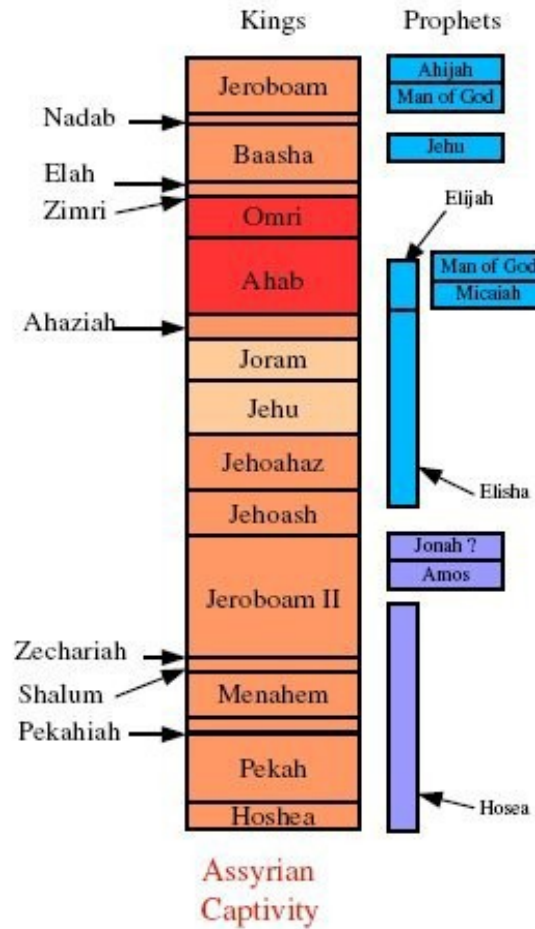 Kings
Prophets
Jeroboam
Ahijah
Man of God
Nadab
Baasha
Jehu
Elah
Zimri
Omri
Elijah
Ahab
Man of God
Micaiah
Ahaziah
Joram
Jehu
Jehoahaz
Elisha
Jehoash
Jonah ?
Amos
Jeroboam II
Zechariah
Shalum
Menahem
Pekahiah
Pekah
Hoshea
Hosea
Assyrian
Captivity